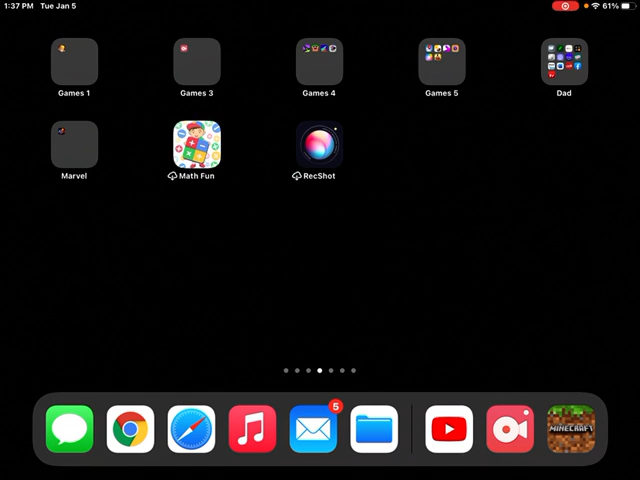 1:37 PM Tue Jan 5 61%
Games 1 Games 3 Games 4 Games 5 Dad
Marvel Math Fun RecShot
5
MINECRAFT